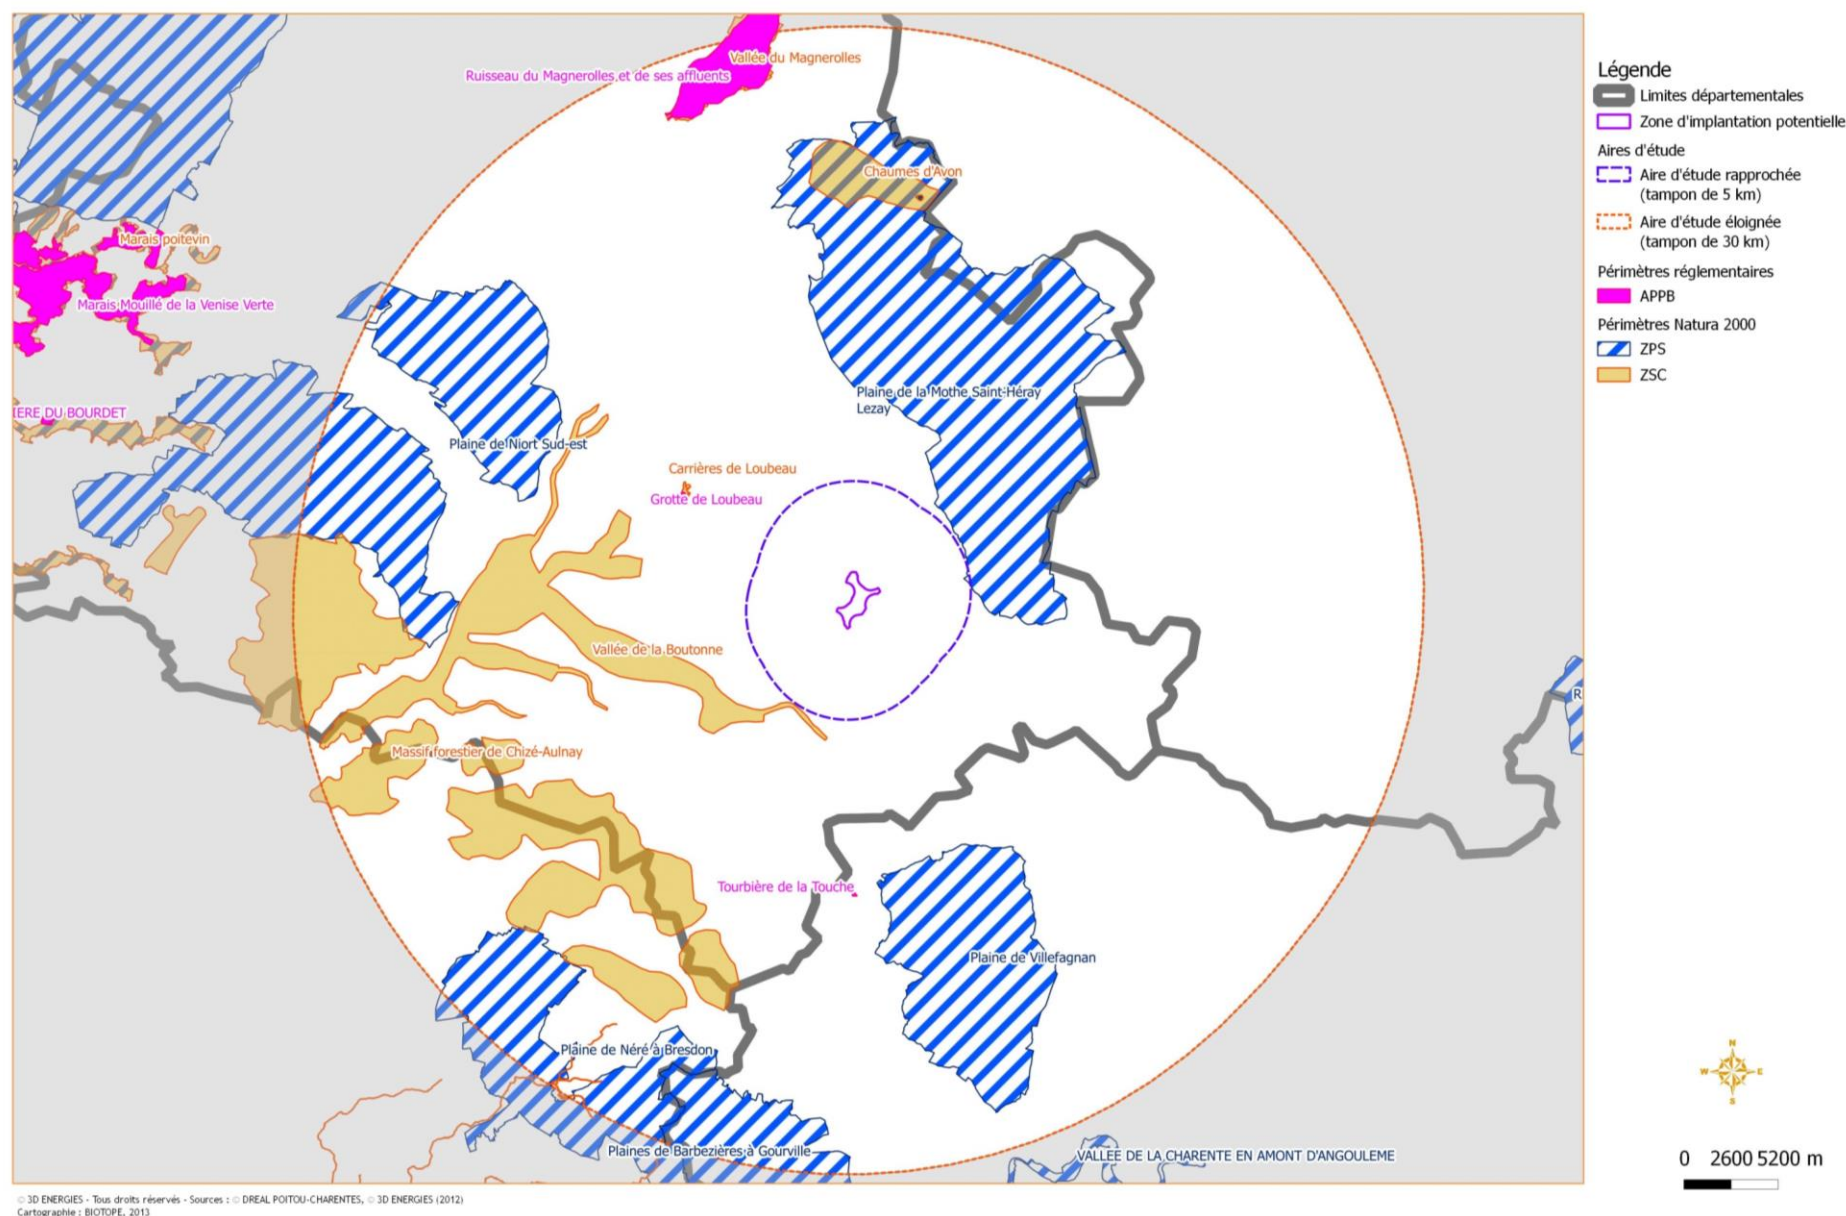 Vallée du Magnerolles
Ruisseau du Magnerolles et de ses affluents
Chaumes d'Avon
Marais poitevin
Marais Mouillé de la Venise Verte
Plaine de la Mothe Saint-Héray
Lezay
IERE DU BOURDET
Plaine de Niort Sud-est
Carrières de Loubeau
Grotte de Loubeau
Vallée de la Boutonne
R
Massif forestier de Chizé-Aulnay
Tourbière de la Touche
Plaine de Villefagnan
Plaine de Néré à Bresdon
Plaines de Barbezières à Gourville
VALLEE DE LA CHARENTE EN AMONT D'ANGOULEME
Légende
Limites départementales
Zone d'implantation potentielle
Aires d'étude
Aire d'étude rapprochée
(tampon de 5 km)
Aire d'étude éloignée
(tampon de 30 km)
Périmètres réglementaires
APPB
Périmètres Natura 2000
ZPS
ZSC
N
W E
S
0 2600 5200 m
© 3D ENERGIES - Tous droits réservés - Sources : © DREAL POITOU-CHARENTES, © 3D ENERGIES (2012)
Cartographie : BIOTOPE, 2013